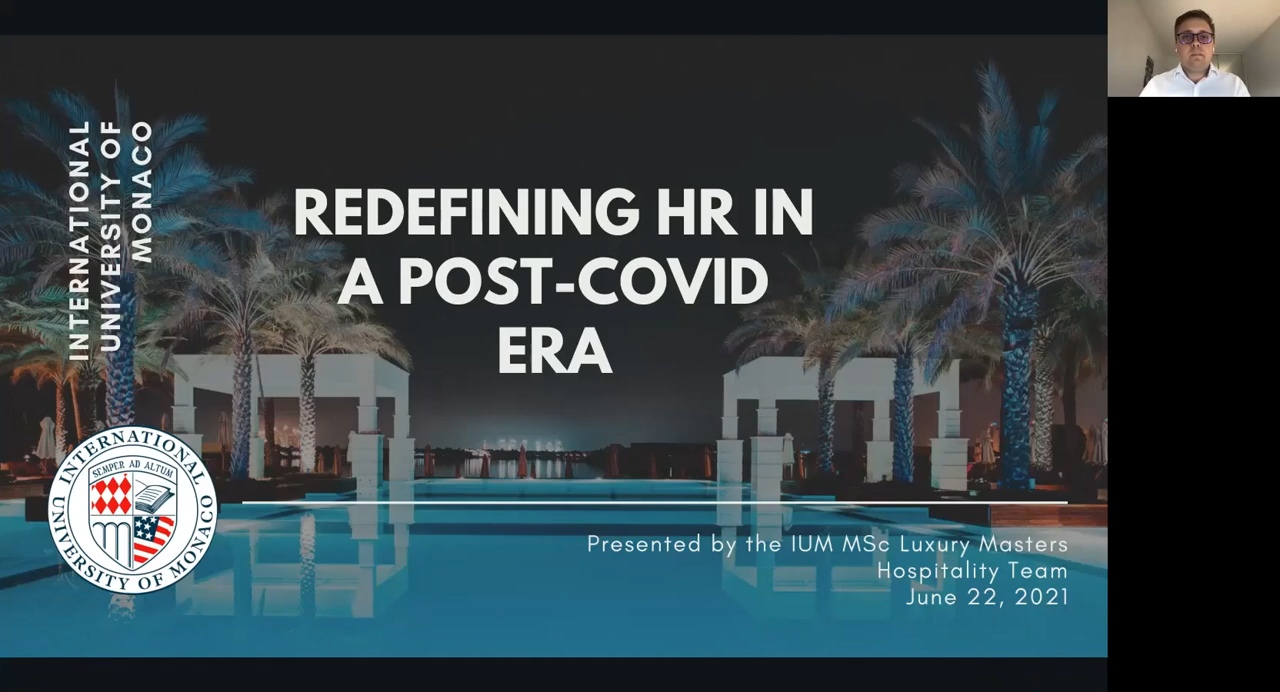 INTERNATIONAL
UNIVERSITY OF
MONACO
REDEFINING HR IN
A POST-COVID
ERA
INTERNATIONAL UNIVERSITY OF MONACO
SEMPER AD ALTUM
Presented by the IUM MSc Luxury Masters
Hospitality Team
June 22, 2021